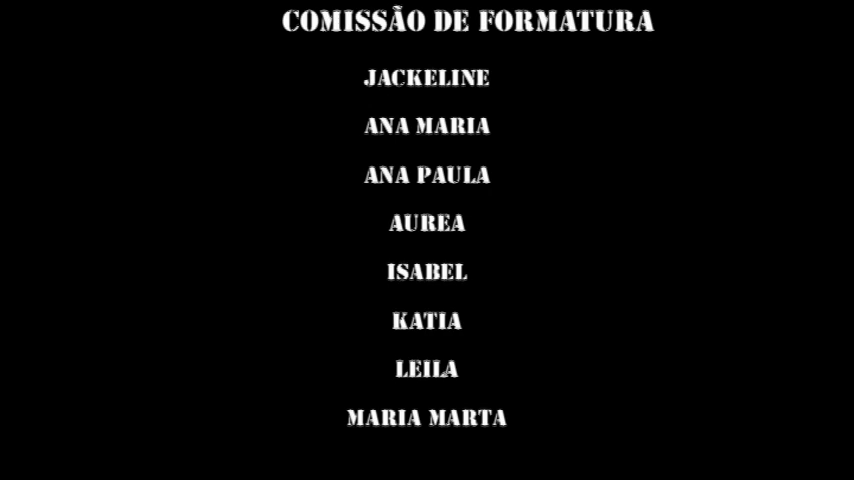 COMISSÃO DE FORMATURA
JACKELINE
ANA MARIA
ANA PAULA
AUREA
ISABEL
KATIA
LEILA
MARIA MARTA